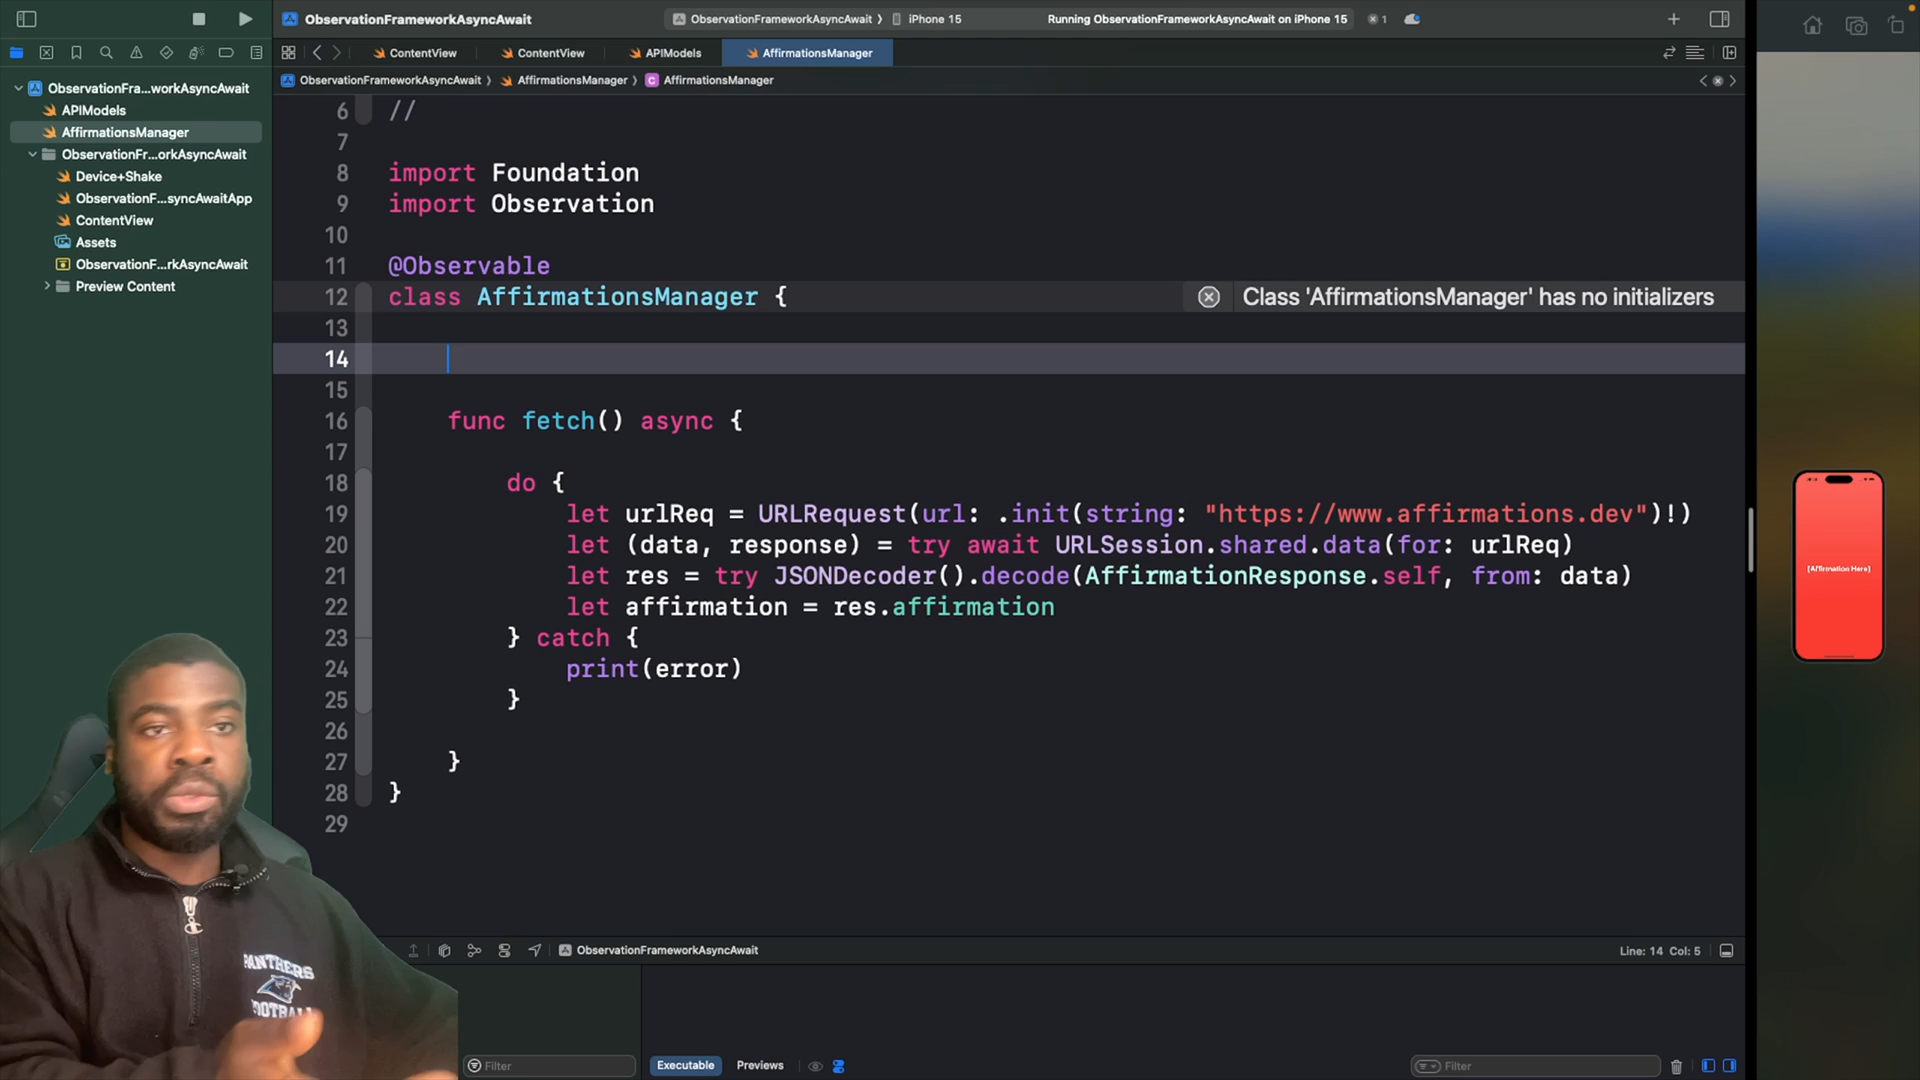 ObservationFrameworkAsyncAwait
ObservationFrameworkAsyncAwait 〉 iPhone 15
Running ObservationFrameworkAsyncAwait on iPhone 15
1
ContentView
ContentView
APIModels
AffirmationsManager
ObservationFrameworkAsyncAwait 〉 AffirmationsManager 〉 C AffirmationsManager
ObservationFra...workAsyncAwait
APIModels
AffirmationsManager
ObservationFr...orkAsyncAwait
Device+Shake
ObservationF...syncAwaitApp
ContentView
Assets
ObservationF...rkAsyncAwait
Preview Content
6 //
7
8 import Foundation
9 import Observation
10
11 @Observable
12 class AffirmationsManager {
Class 'AffirmationsManager' has no initializers
13
14
15
16 func fetch() async {
17
18 do {
19 let urlReq = URLRequest(url: .init(string: "https://www.affirmations.dev")!)
20 let (data, response) = try await URLSession.shared.data(for: urlReq)
21 let res = try JSONDecoder().decode(AffirmationResponse.self, from: data)
22 let affirmation = res.affirmation
23 } catch {
24 print(error)
25 }
26
27 }
28 }
29
[Affirmation Here]
PANTHERS
FOOTBALL
ObservationFrameworkAsyncAwait
Line: 14 Col: 5
Filter
Executable
Previews
Filter